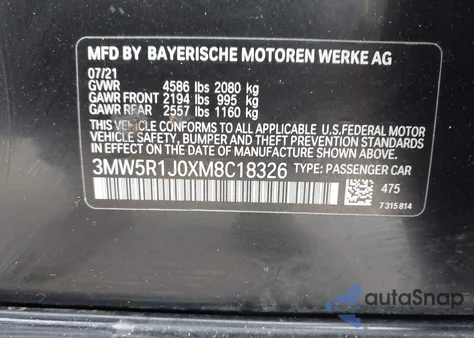 MFD BY BAYERISCHE MOTOREN WERKE AG
07/21
GVWR 4586 lbs 2080 kg
GAWR FRONT 2194 lbs 995 kg
GAWR REAR 2557 lbs 1160 kg
THIS VEHICLE CONFORMS TO ALL APPLICABLE U.S.FEDERAL MOTOR
VEHICLE SAFETY, BUMPER AND THEFT PREVENTION STANDARDS
IN EFFECT ON THE DATE OF MANUFACTURE SHOWN ABOVE.
3MW5R1J0XM8C18326 TYPE: PASSENGER CAR
475
7 315 814
autoSnap